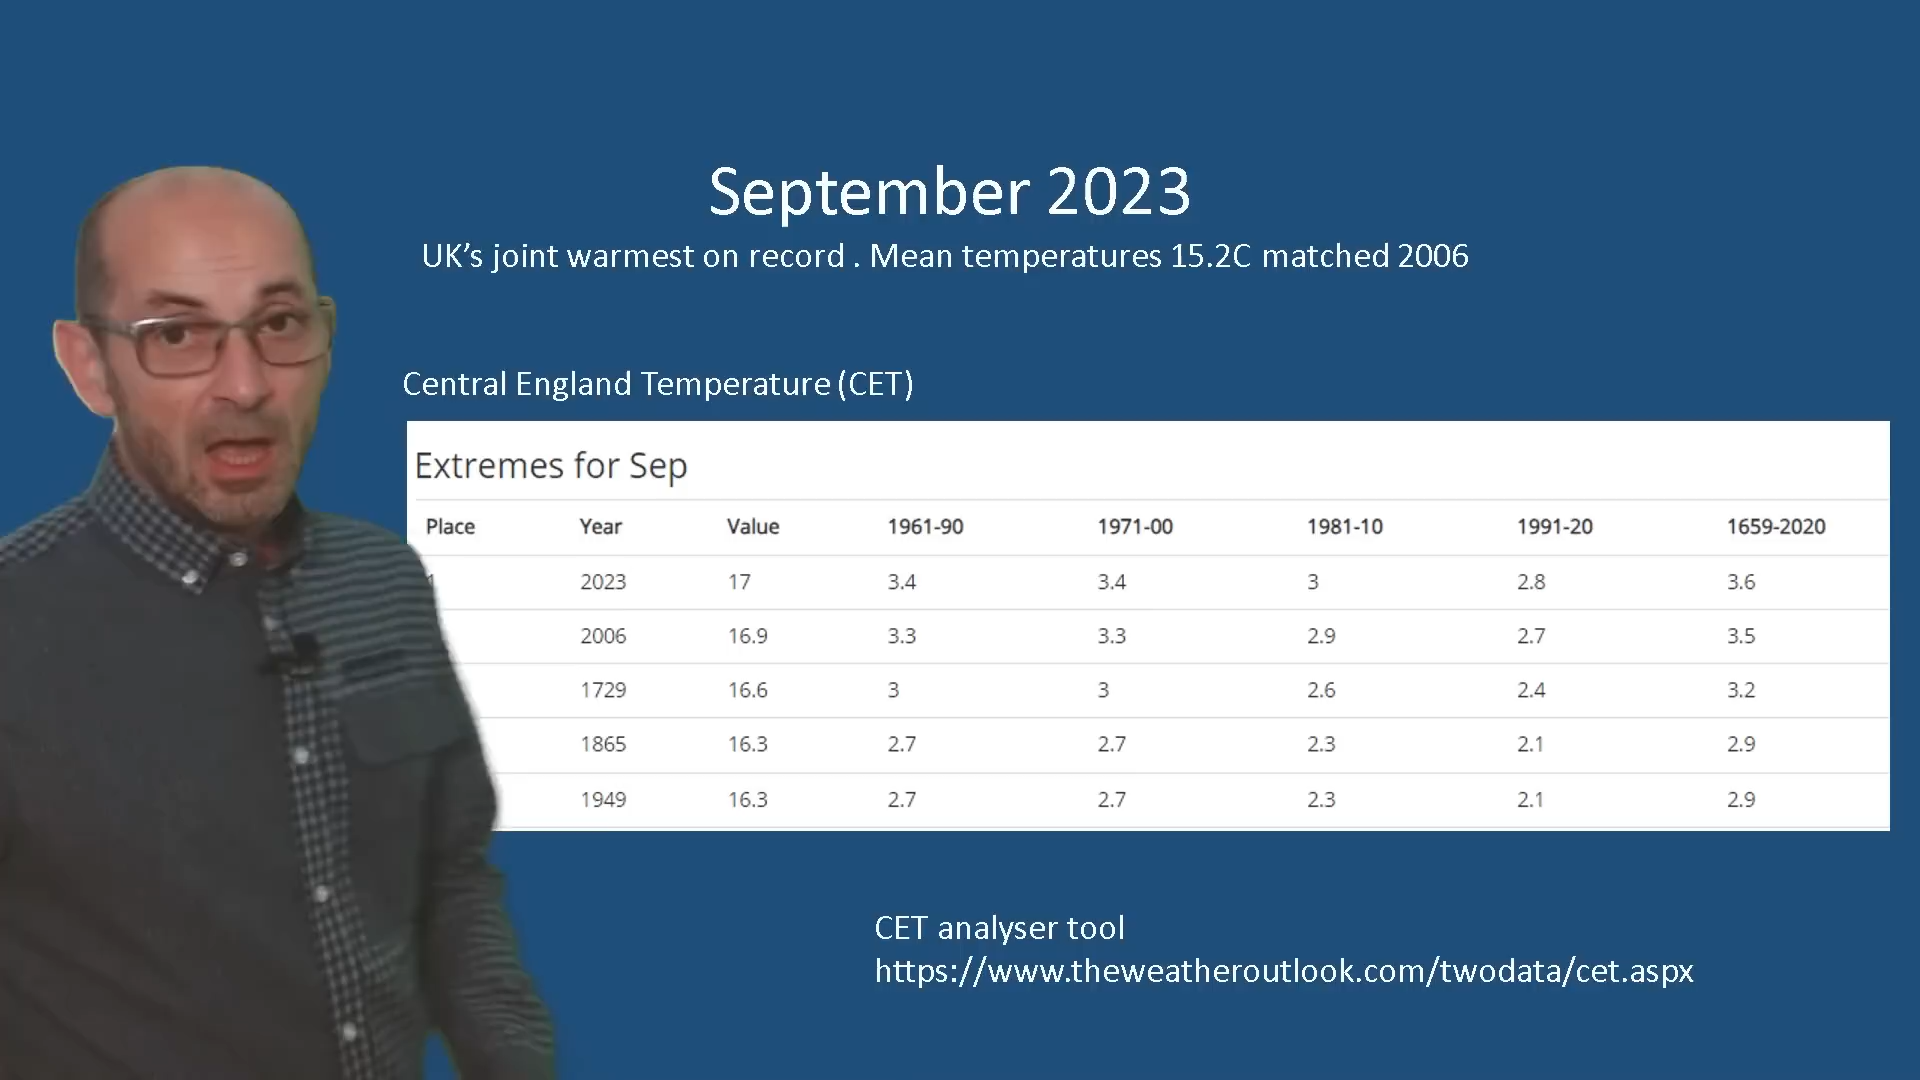 September 2023
UK’s joint warmest on record . Mean temperatures 15.2C matched 2006
Central England Temperature (CET)
Extremes for Sep
Place Year Value 1961-90 1971-00 1981-10 1991-20 1659-2020
1 2023 17 3.4 3.4 3 2.8 3.6
2006 16.9 3.3 3.3 2.9 2.7 3.5
1729 16.6 3 3 2.6 2.4 3.2
1865 16.3 2.7 2.7 2.3 2.1 2.9
1949 16.3 2.7 2.7 2.3 2.1 2.9
CET analyser tool
https://www.theweatheroutlook.com/twodata/cet.aspx